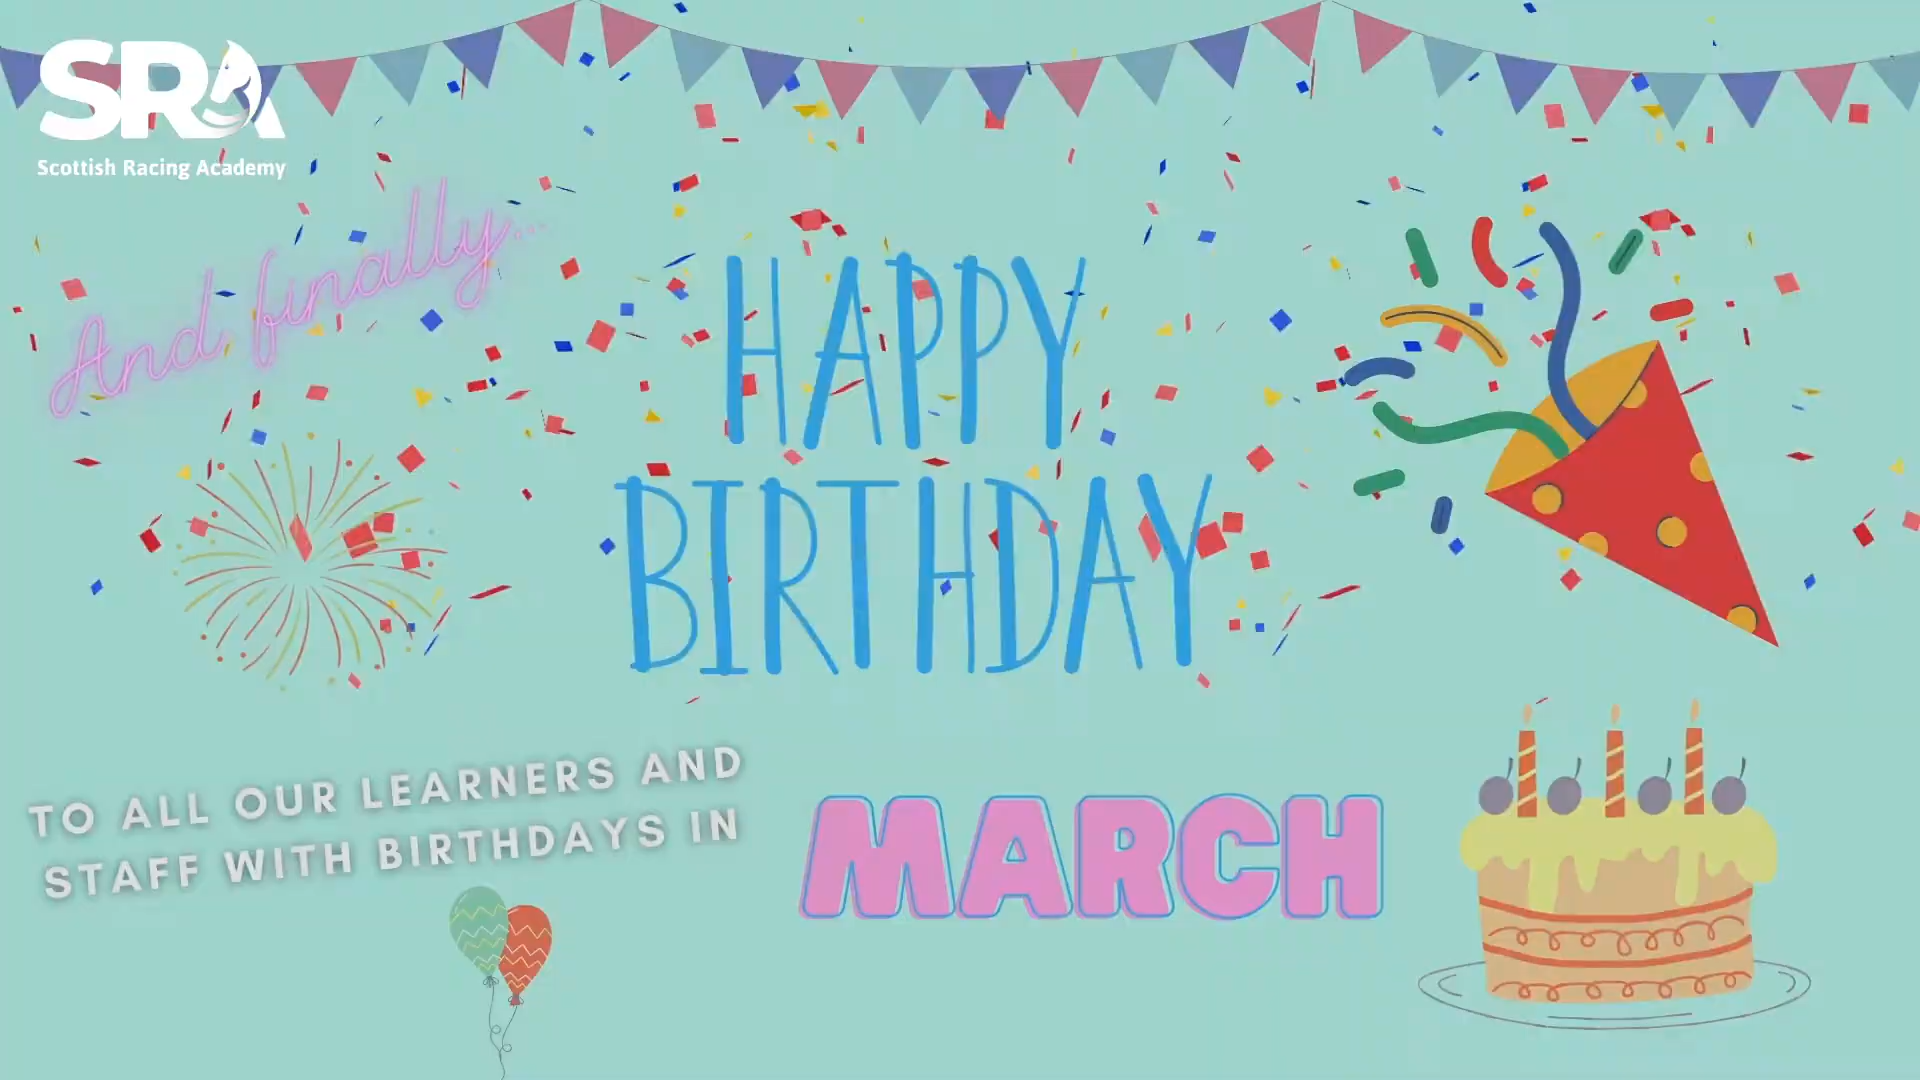 SRA
Scottish Racing Academy
And finally...
HAPPY
BIRTHDAY
TO ALL OUR LEARNERS AND
STAFF WITH BIRTHDAYS IN
MARCH